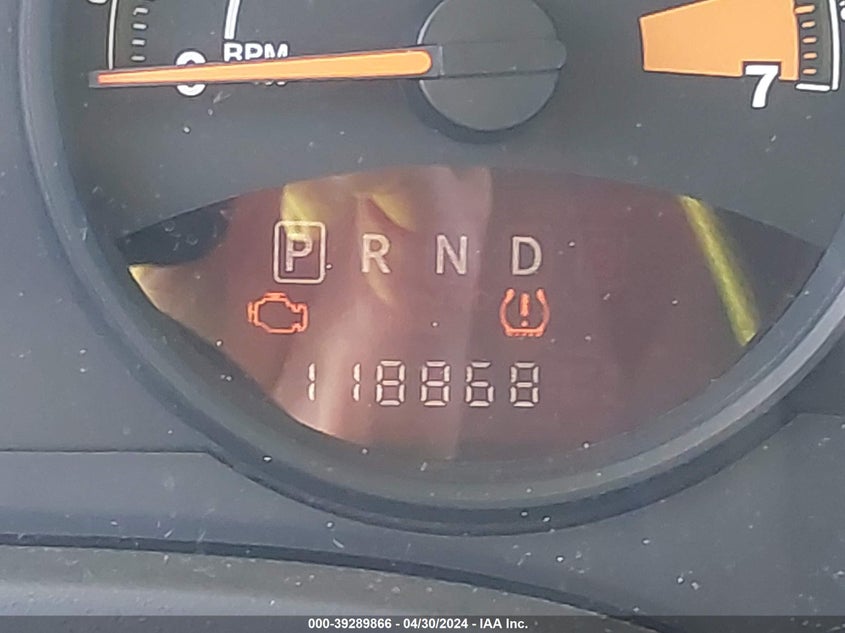 0 RPM
7
P R N D
118868
000-39289866 - 04/30/2024 - IAA Inc.